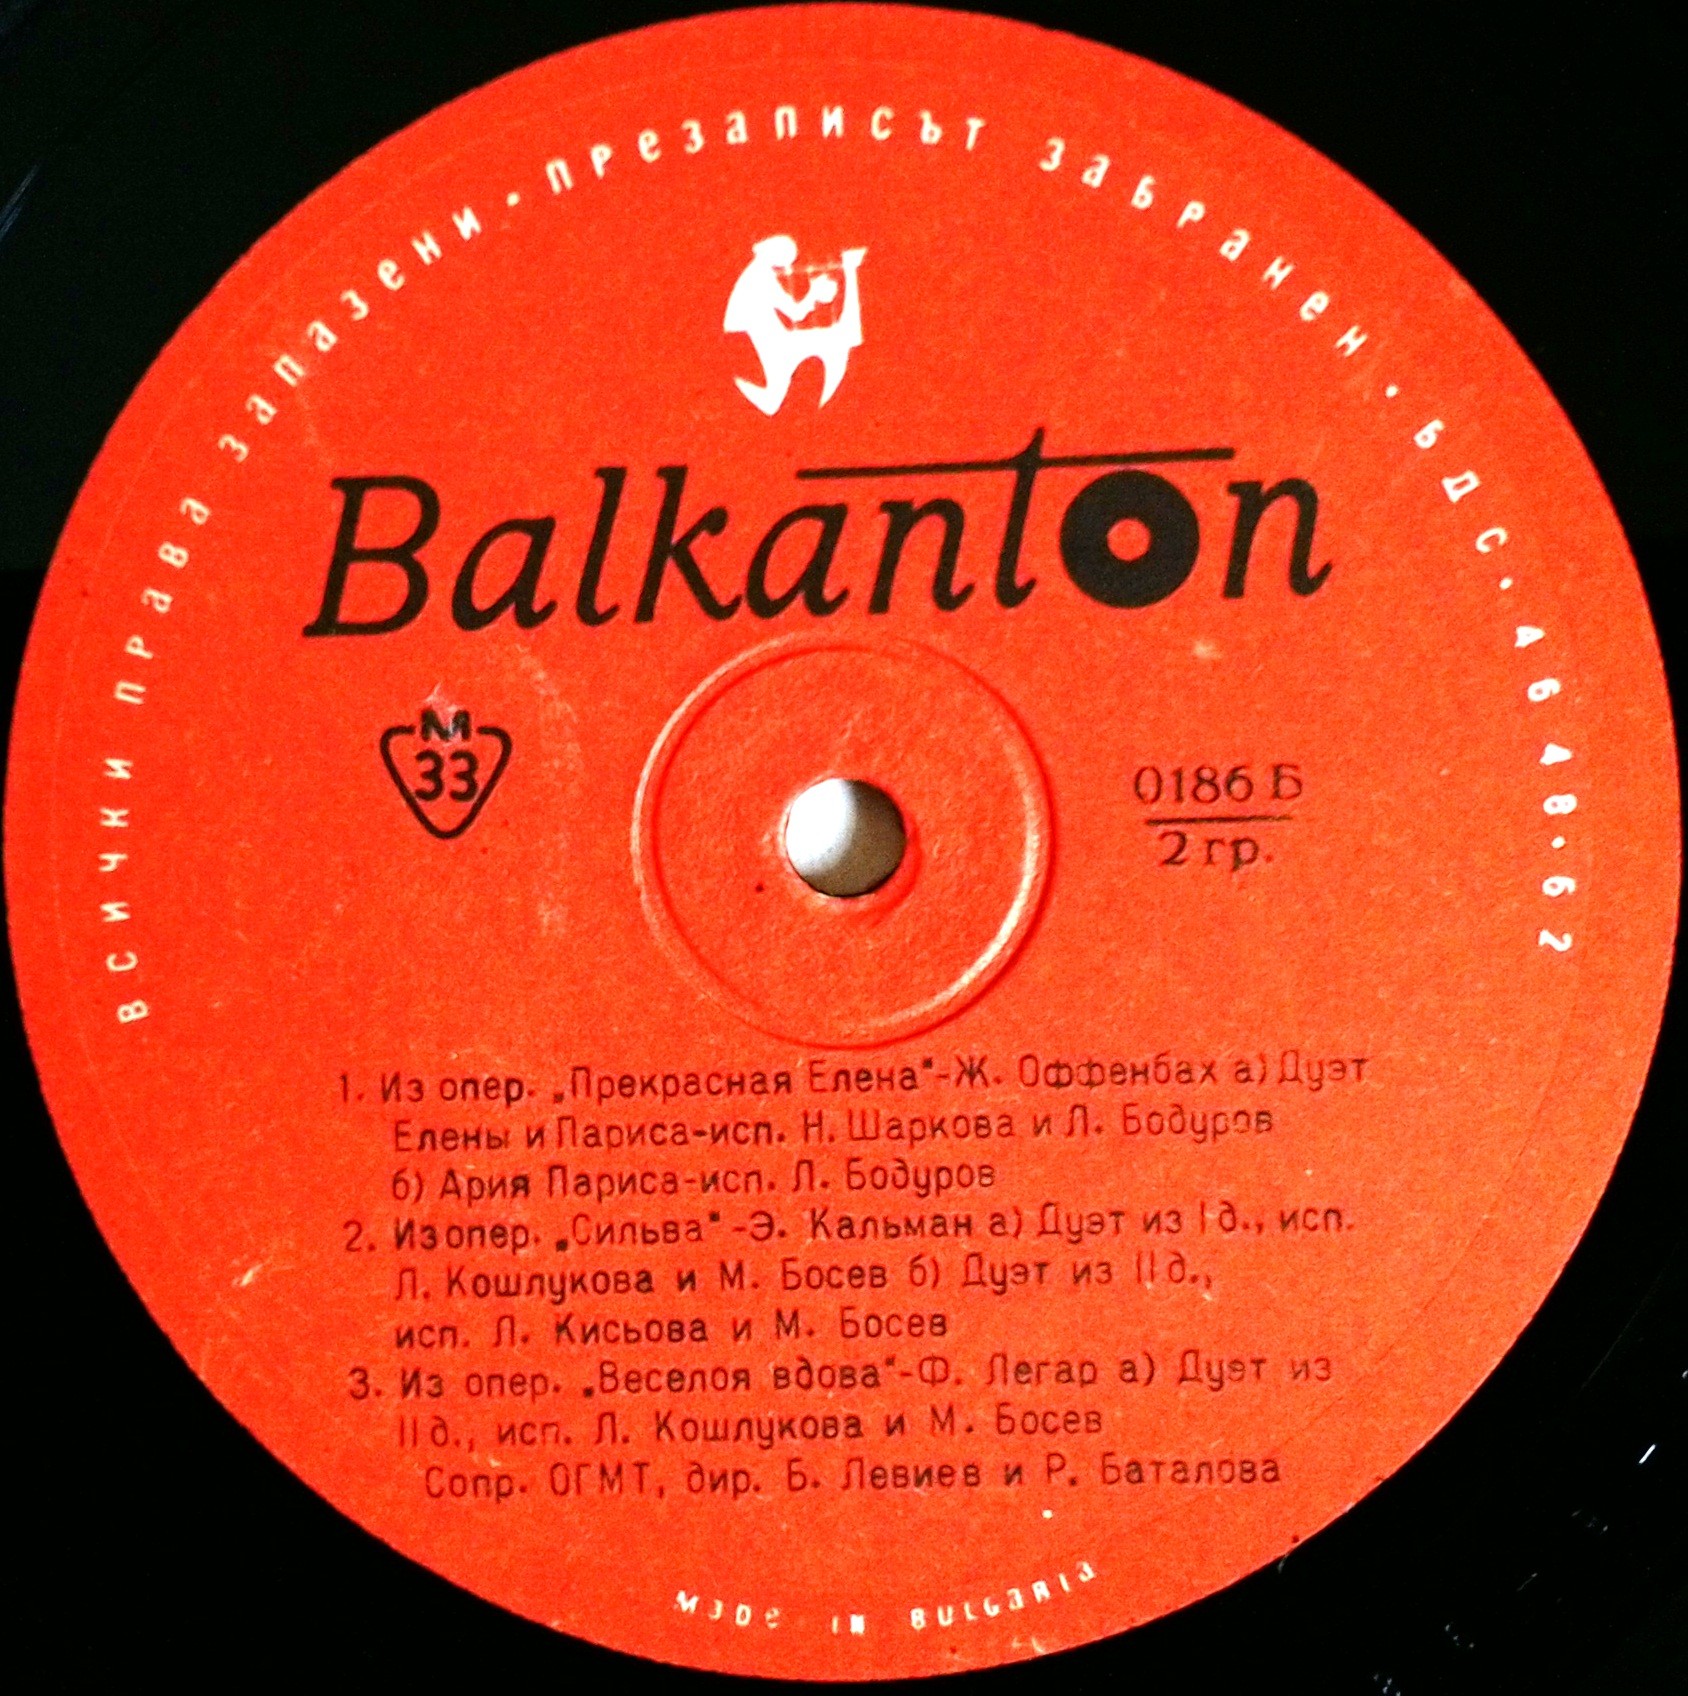 ВСИЧКИ ПРАВА ЗАПАЗЕНИ · ПРЕЗАПИСЪТ ЗАБРАНЕН · БДС · 4648 · 62
Balkanton
М
33
0186 Б
2 гр.
1. Из опер. „Прекрасная Елена“-Ж. Оффенбах а) Дуэт
Елены и Париса-исп. Н. Шаркова и Л. Бодуров
б) Ария Париса-исп. Л. Бодуров
2. Из опер. „Сильва“ -Э. Кальман а) Дуэт из I д., исп.
Л. Кошлукова и М. Босев б) Дуэт из II д.,
исп. Л. Кисьова и М. Босев
3. Из опер. „Веселоя вдова“-Ф. Легар а) Дуэт из
II д., исп. Л. Кошлукова и М. Босев
Сопр. ОГМТ, дир. Б. Левиев и Р. Баталова
MADE IN BULGARIA